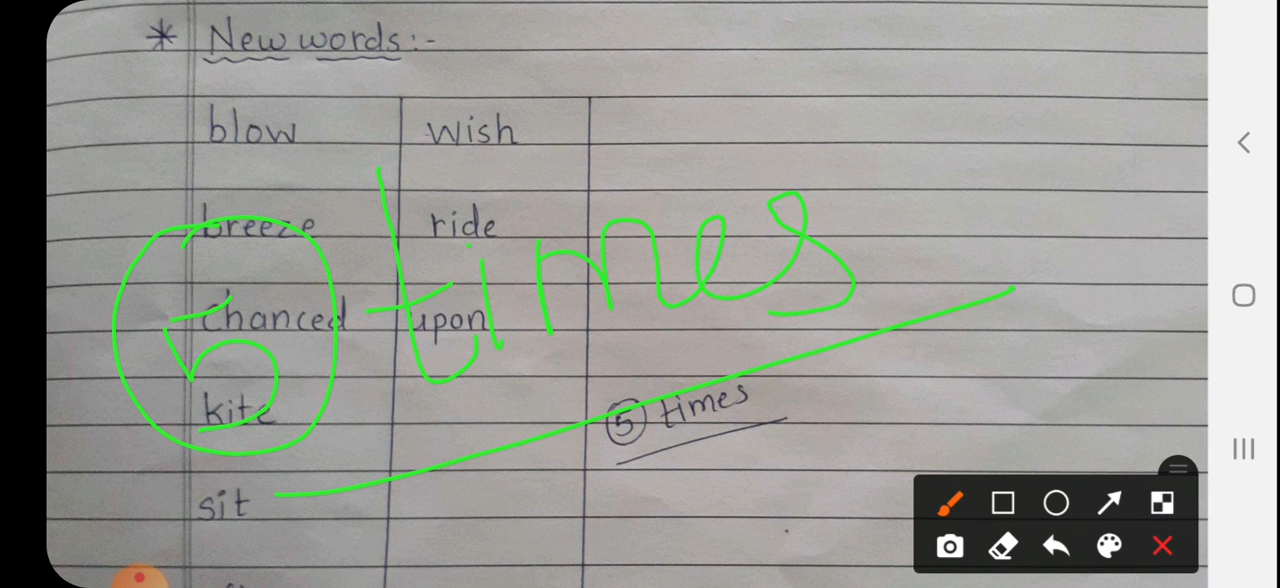 * New words:-
blow wish
breeze ride
chanced upon
kite
sit
5 times
5 times